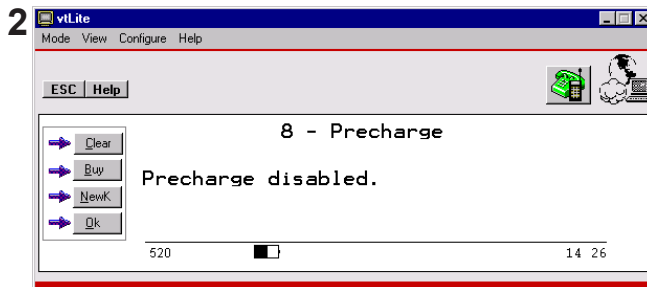 2
vtLite
Mode View Configure Help
ESC Help
8 - Precharge
Clear
Buy
Precharge disabled.
NewK
Ok
520 14 26